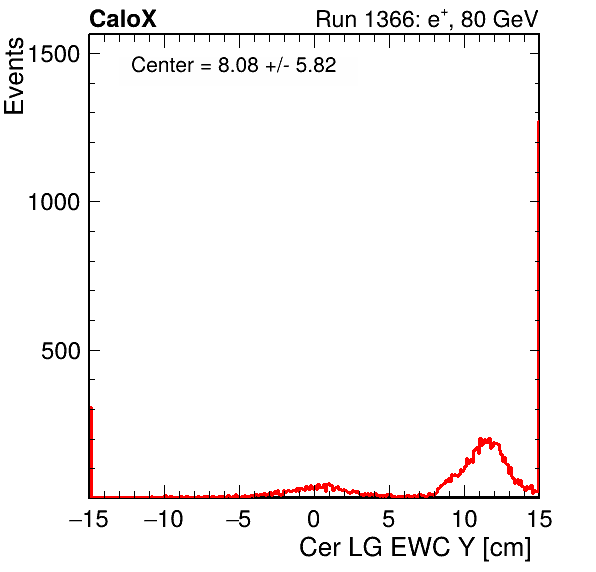 CaloX Run 1366: e⁺, 80 GeV
Center = 8.08 +/- 5.82
Events
1500
1000
500
−15 −10 −5 0 5 10 15
Cer LG EWC Y [cm]